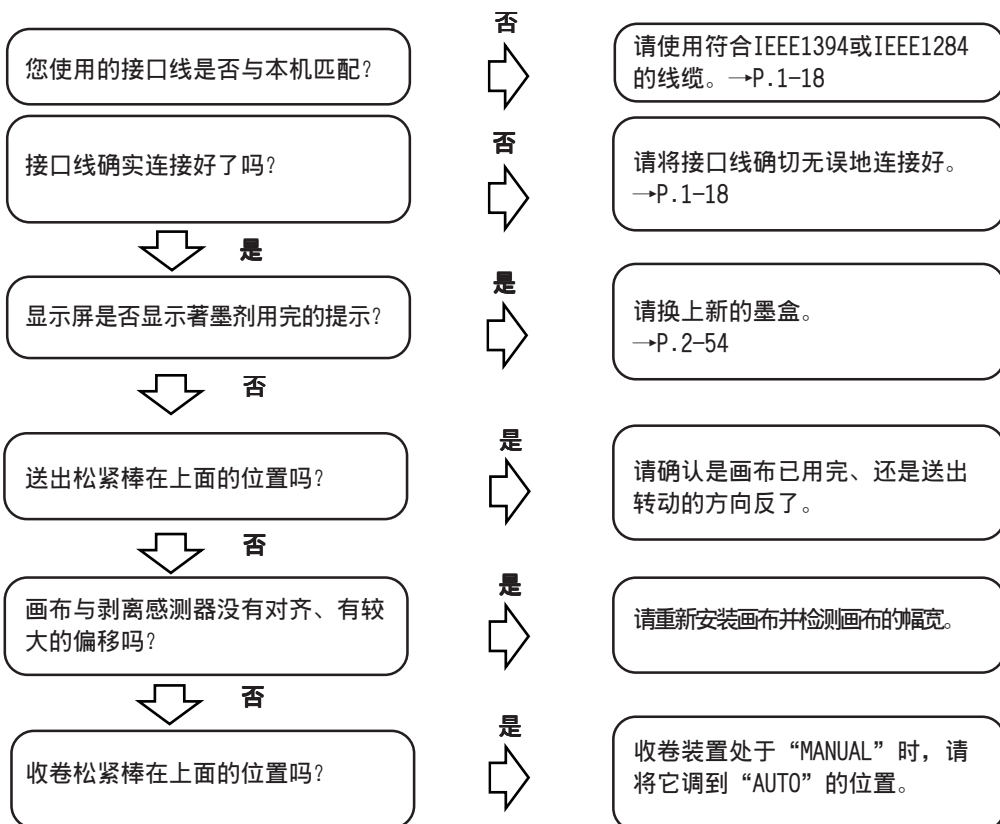 否
您使用的接口线是否与本机匹配?
请使用符合IEEE1394或IEEE1284
的线缆。→P.1-18
否
接口线确实连接好了吗?
请将接口线确切无误地连接好。
→P.1-18
是
是
显示屏是否显示著墨剂用完的提示?
请换上新的墨盒。
→P.2-54
否
是
送出松紧棒在上面的位置吗?
请确认是画布已用完、还是送出
转动的方向反了。
否
是
画布与剥离感测器没有对齐、有较
大的偏移吗?
请重新安装画布并检测画布的幅宽。
否
是
收卷松紧棒在上面的位置吗?
收卷装置处于“MANUAL”时，请
将它调到“AUTO”的位置。